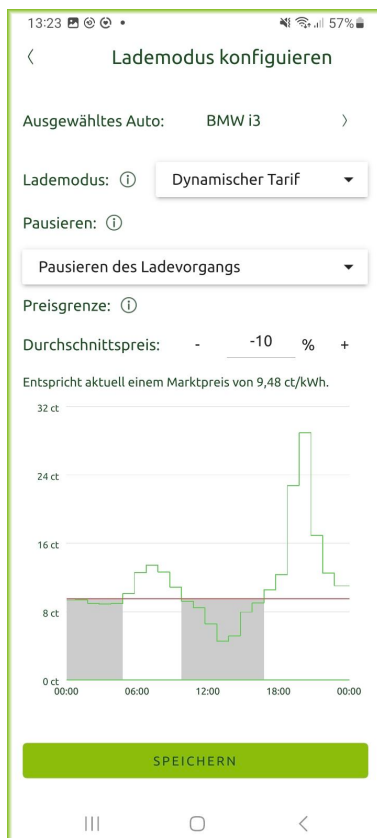 13:23 57%
Lademodus konfiguieren
Ausgewähltes Auto: BMW i3
Lademodus: Dynamischer Tarif
Pausieren:
Pausieren des Ladevorgangs
Preisgrenze:
Durchschnittspreis: - -10 % +
Entspricht aktuell einem Marktpreis von 9,48 ct/kWh.
32 ct
24 ct
16 ct
8 ct
0 ct
00:00 06:00 12:00 18:00 00:00
SPEICHERN